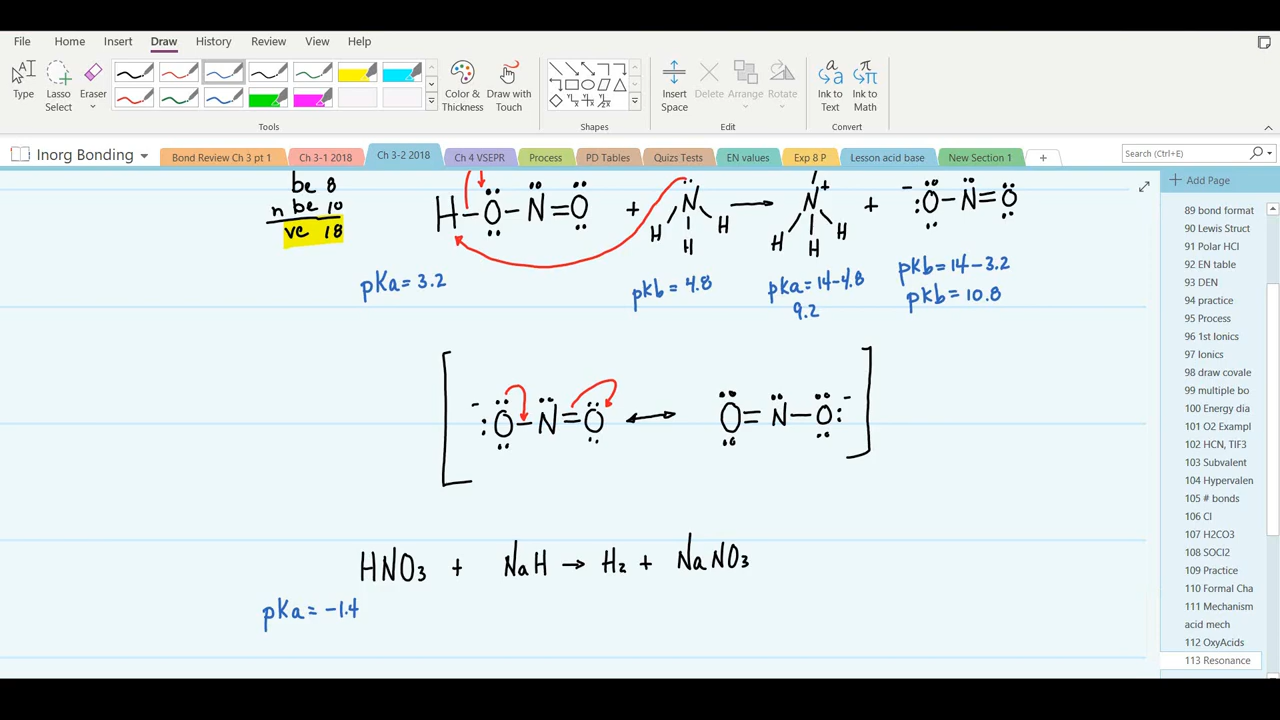 File Home Insert Draw History Review View Help
Type Lasso Select Eraser Color & Thickness Draw with Touch Insert Space Delete Arrange Rotate Ink to Text Ink to Math
Tools Shapes Edit Convert
Inorg Bonding Bond Review Ch 3 pt 1 Ch 3-1 2018 Ch 3-2 2018 Ch 4 VSEPR Process PD Tables Quizs Tests EN values Exp 8 P Lesson acid base New Section 1 Search (Ctrl+E)
Add Page
89 bond format
90 Lewis Struct
91 Polar HCl
92 EN table
93 DEN
94 practice
95 Process
96 1st Ionics
97 Ionics
98 draw covale
99 multiple bo
100 Energy dia
101 O2 Exampl
102 HCN, TIF3
103 Subvalent
104 Hypervalen
105 # bonds
106 CI
107 H2CO3
108 SOCl2
109 Practice
110 Formal Cha
111 Mechanism
acid mech
112 OxyAcids
113 Resonance
be 8
n be 10
ve 18
H–O–N=O + N H H H → N⁺ H H H + ⁻:O–N=O
pKa = 3.2 pKb = 4.8 pKa = 14-4.8 pKb = 14-3.2
9.2 pKb = 10.8
[⁻:O–N=O ↔ O=N–O:⁻]
HNO3 + NaH → H2 + NaNO3
pKa = -1.4